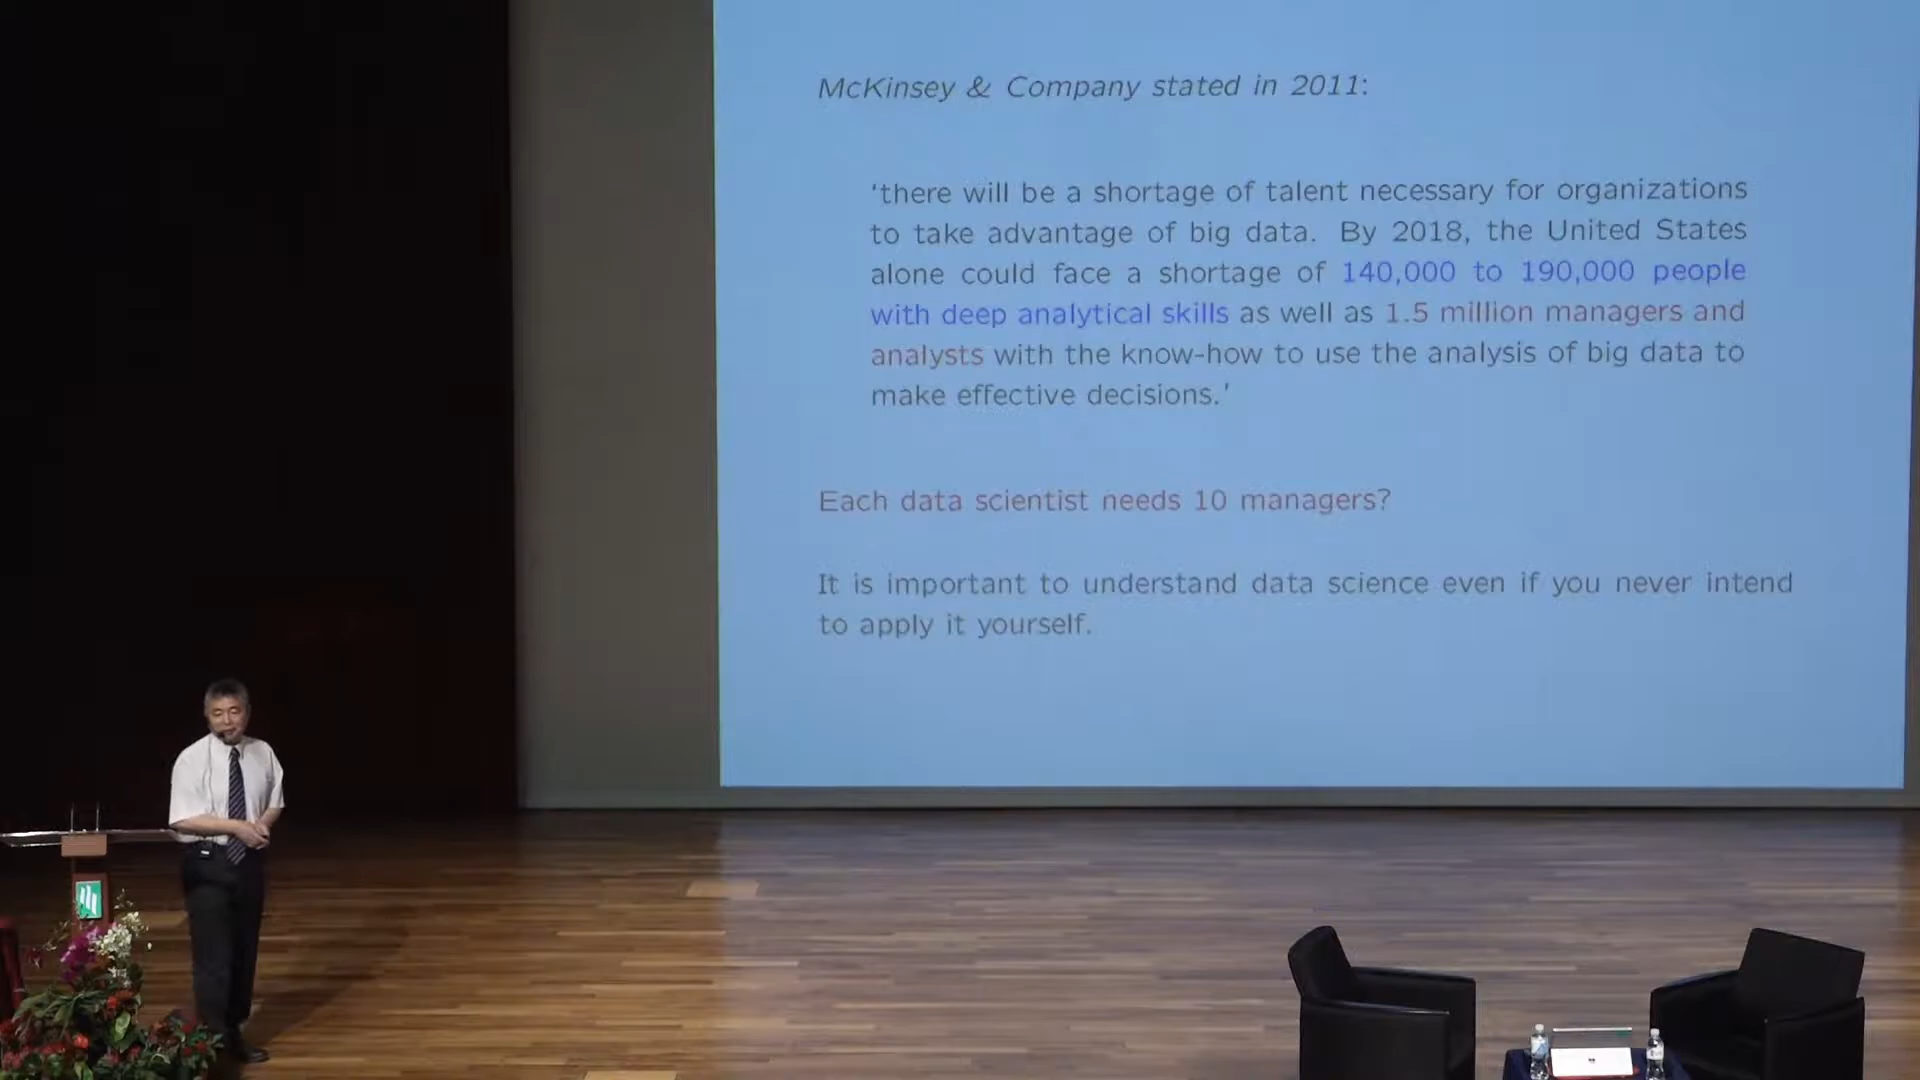 McKinsey & Company stated in 2011:
‘there will be a shortage of talent necessary for organizations
to take advantage of big data. By 2018, the United States
alone could face a shortage of 140,000 to 190,000 people
with deep analytical skills as well as 1.5 million managers and
analysts with the know-how to use the analysis of big data to
make effective decisions.’
Each data scientist needs 10 managers?
It is important to understand data science even if you never intend
to apply it yourself.